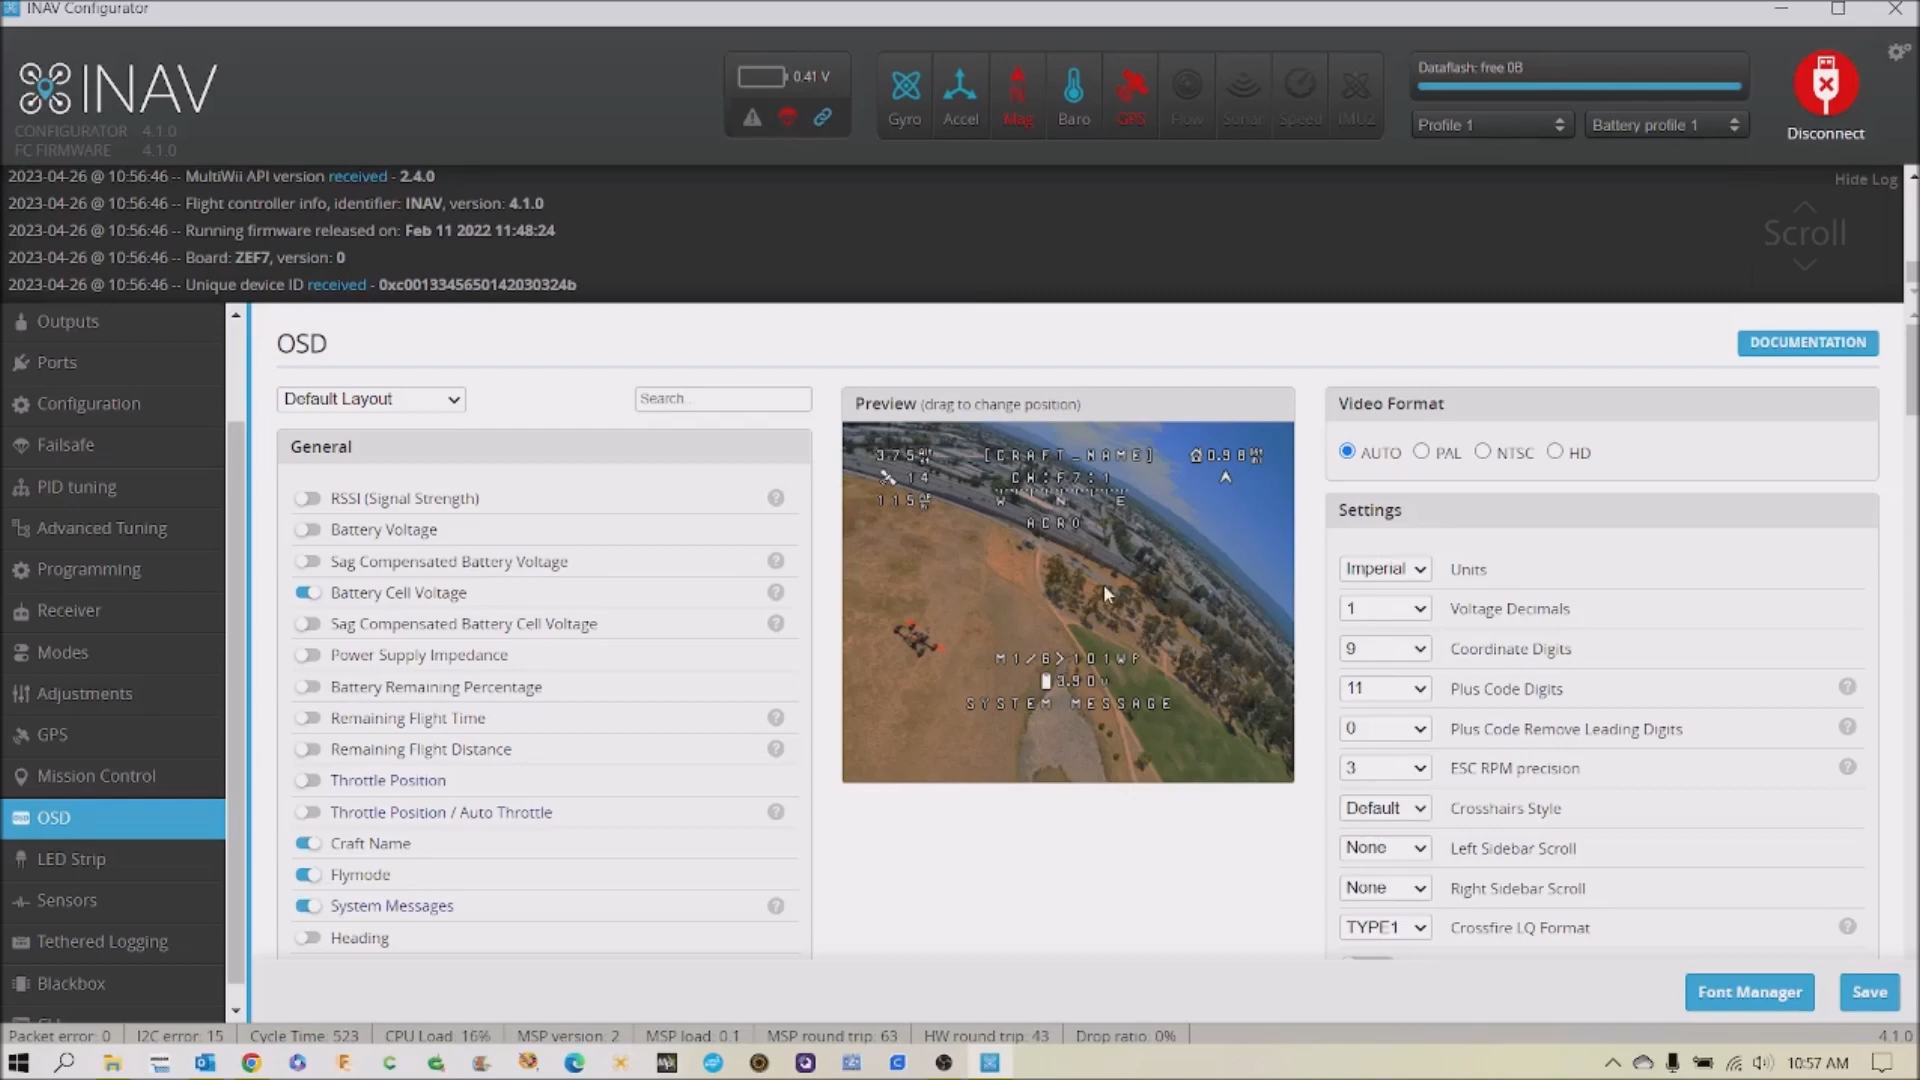 INAV Configurator
INAV
CONFIGURATOR 4.1.0
FC FIRMWARE 4.1.0
0.41 V
Gyro Accel Mag Baro GPS Flow Sonar Speed IMU2
Dataflash: free 0B
Profile 1
Battery profile 1
Disconnect
2023-04-26 @ 10:56:46 -- MultiWii API version received - 2.4.0
2023-04-26 @ 10:56:46 -- Flight controller info, identifier: INAV, version: 4.1.0
2023-04-26 @ 10:56:46 -- Running firmware released on: Feb 11 2022 11:48:24
2023-04-26 @ 10:56:46 -- Board: ZEF7, version: 0
2023-04-26 @ 10:56:46 -- Unique device ID received - 0xc0013345650142030324b
Hide Log
Scroll
Outputs
Ports
Configuration
Failsafe
PID tuning
Advanced Tuning
Programming
Receiver
Modes
Adjustments
GPS
Mission Control
OSD
LED Strip
Sensors
Tethered Logging
Blackbox
OSD
DOCUMENTATION
Default Layout
Search...
General
RSSI (Signal Strength)
Battery Voltage
Sag Compensated Battery Voltage
Battery Cell Voltage
Sag Compensated Battery Cell Voltage
Power Supply Impedance
Battery Remaining Percentage
Remaining Flight Time
Remaining Flight Distance
Throttle Position
Throttle Position / Auto Throttle
Craft Name
Flymode
System Messages
Heading
Preview (drag to change position)
375 [CRAFT_NAME] 0.98
14 CH:F7:1
115 W N E
ACRO
M1/6>101WP
3.90V
SYSTEM MESSAGE
Video Format
AUTO PAL NTSC HD
Settings
Imperial Units
1 Voltage Decimals
9 Coordinate Digits
11 Plus Code Digits
0 Plus Code Remove Leading Digits
3 ESC RPM precision
Default Crosshairs Style
None Left Sidebar Scroll
None Right Sidebar Scroll
TYPE1 Crossfire LQ Format
Font Manager
Save
Packet error: 0 I2C error: 15 Cycle Time: 523 CPU Load: 16% MSP version: 2 MSP load: 0.1 MSP round trip: 63 HW round trip: 43 Drop ratio: 0% 4.1.0
10:57 AM